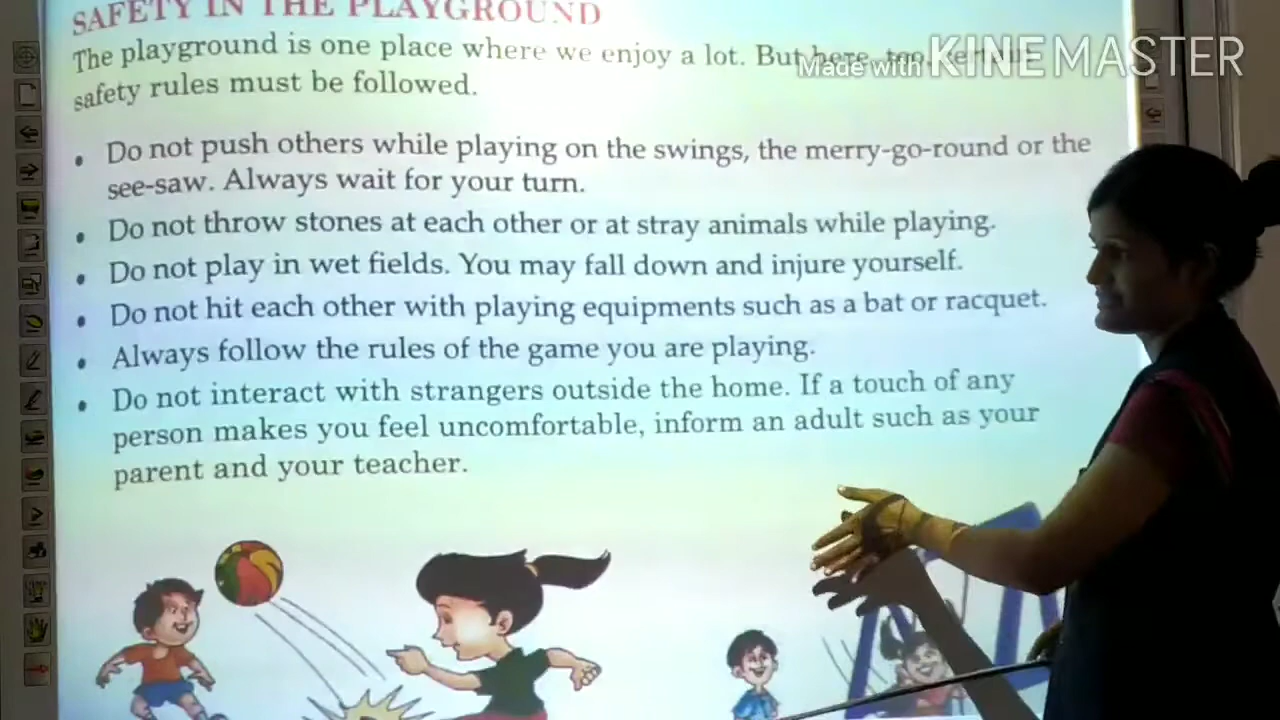 SAFETY IN THE PLAYGROUND
The playground is one place where we enjoy a lot. But here, too,
Made with KINEMASTER
safety rules must be followed.
• Do not push others while playing on the swings, the merry-go-round or the
see-saw. Always wait for your turn.
• Do not throw stones at each other or at stray animals while playing.
• Do not play in wet fields. You may fall down and injure yourself.
• Do not hit each other with playing equipments such as a bat or racquet.
• Always follow the rules of the game you are playing.
• Do not interact with strangers outside the home. If a touch of any
person makes you feel uncomfortable, inform an adult such as your
parent and your teacher.